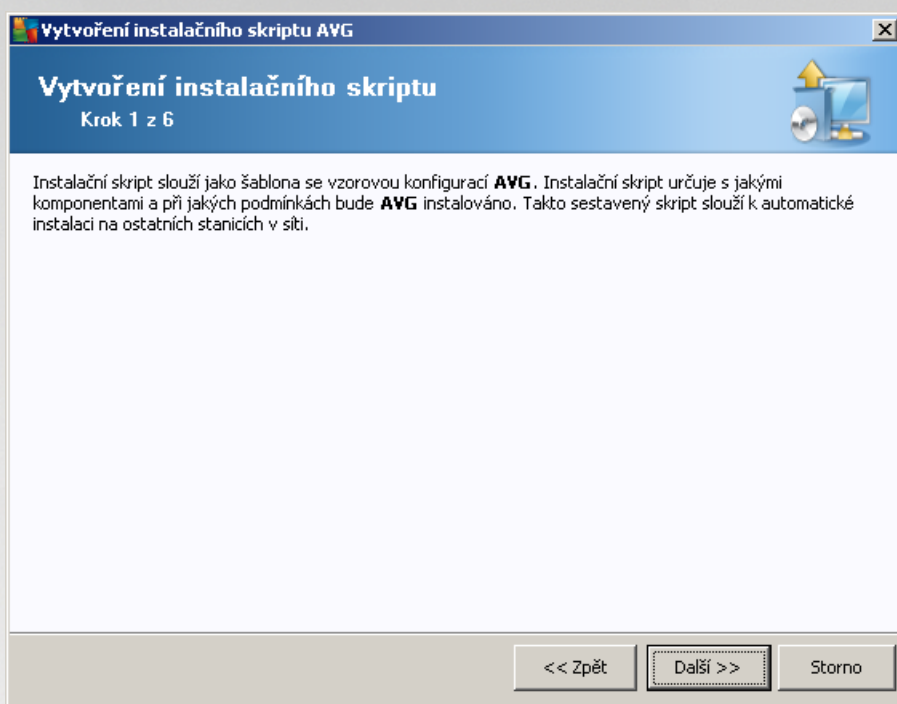 Vytvoření instalačního skriptu AVG
Vytvoření instalačního skriptu
Krok 1 z 6
Instalační skript slouží jako šablona se vzorovou konfigurací AVG. Instalační skript určuje s jakými
komponentami a při jakých podmínkách bude AVG instalováno. Takto sestavený skript slouží k automatické
instalaci na ostatních stanicích v síti.
<< Zpět
Další >>
Storno